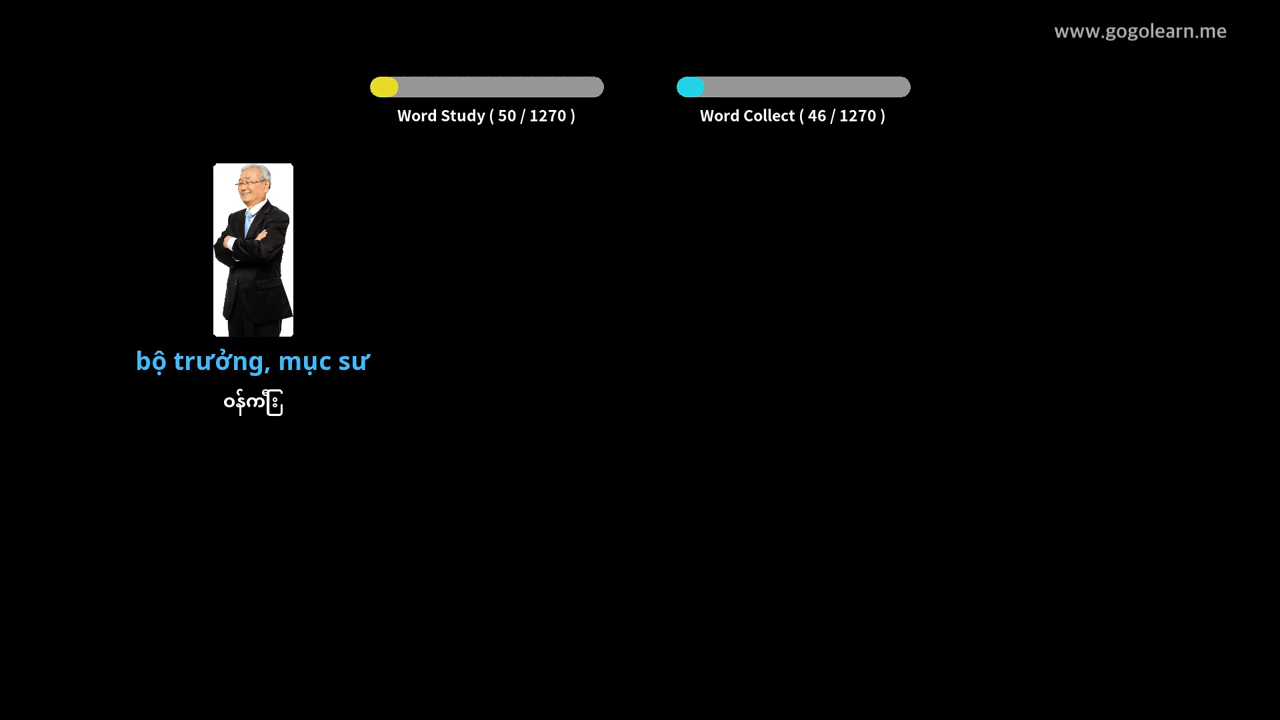 www.gogolearn.me
Word Study ( 50 / 1270 )
Word Collect ( 46 / 1270 )
bộ trưởng, mục sư
ဝန်ကြီး